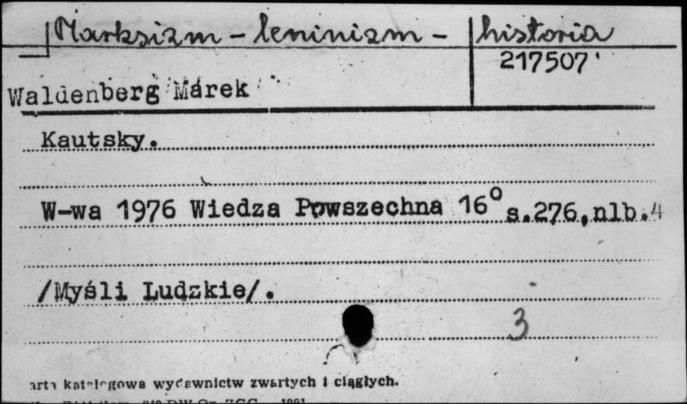 Marksizm - leninizm - historia
217507
Waldenberg Marek
Kautsky.
W-wa 1976 Wiedza Powszechna 16° s.276,nlb.4
/Myśli Ludzkie/.
3
arta katalogowa wydawnictw zwartych i ciągłych.